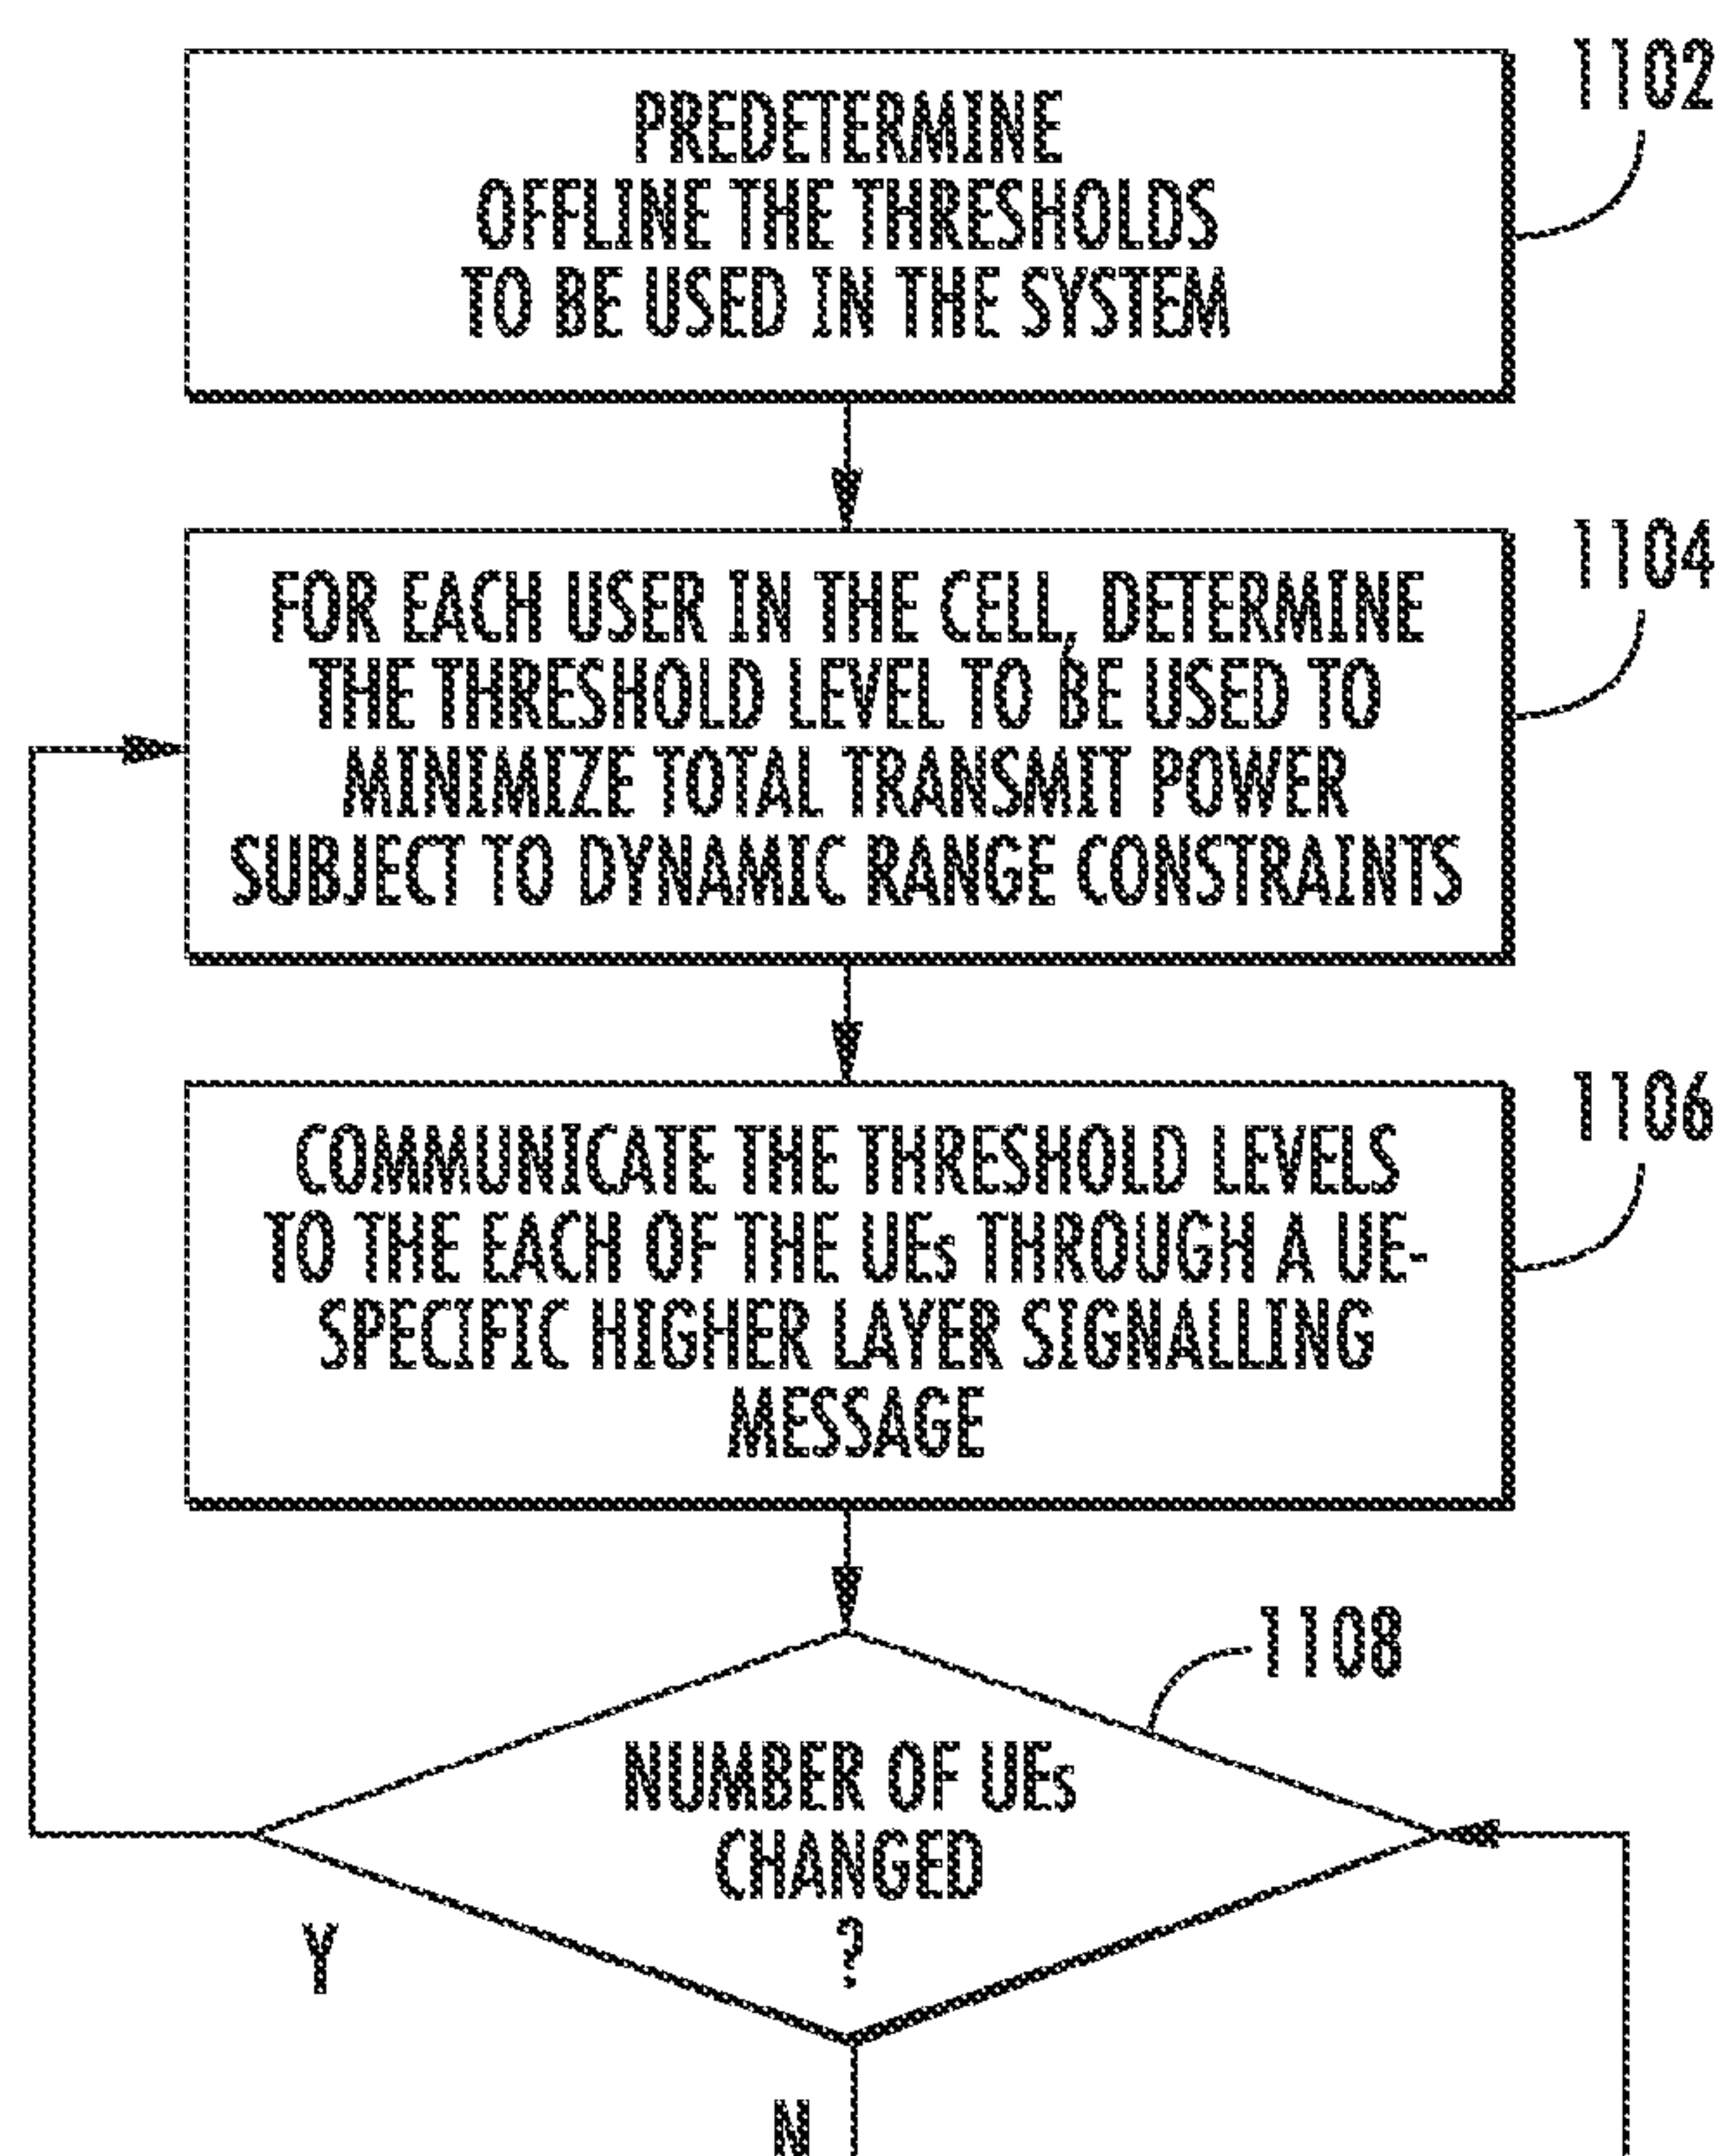 1102
PREDETERMINE
OFFLINE THE THRESHOLDS
TO BE USED IN THE SYSTEM
1104
FOR EACH USER IN THE CELL, DETERMINE
THE THRESHOLD LEVEL TO BE USED TO
MINIMIZE TOTAL TRANSMIT POWER
SUBJECT TO DYNAMIC RANGE CONSTRAINTS
1106
COMMUNICATE THE THRESHOLD LEVELS
TO THE EACH OF THE UEs THROUGH A UE-
SPECIFIC HIGHER LAYER SIGNALLING
MESSAGE
1108
NUMBER OF UEs
CHANGED
?
Y
N